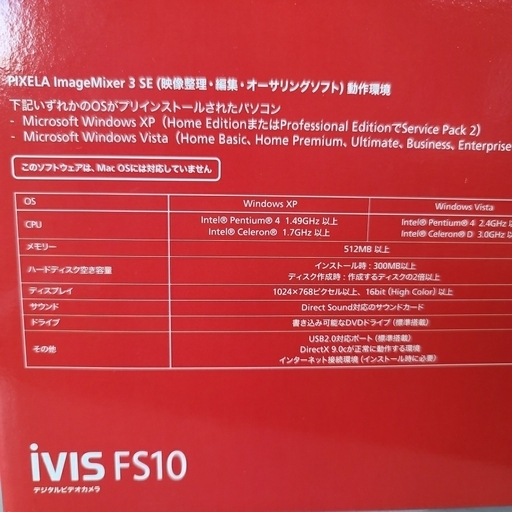 PIXELA ImageMixer 3 SE (映像整理・編集・オーサリングソフト) 動作環境
下記いずれかのOSがプリインストールされたパソコン
- Microsoft Windows XP (Home EditionまたはProfessional EditionでService Pack 2)
- Microsoft Windows Vista (Home Basic, Home Premium, Ultimate, Business, Enterprise
このソフトウェアは、Mac OSには対応していません
OS Windows XP Windows Vista
CPU Intel® Pentium® 4 1.49GHz 以上 Intel® Pentium® 4 2.4GHz
Intel® Celeron® 1.7GHz 以上 Intel® Celeron® D 3.0GHz
メモリー 512MB 以上
ハードディスク空き容量 インストール時:300MB以上
ディスク作成時:作成するディスクの2倍以上
ディスプレイ 1024×768ピクセル以上、16bit (High Color) 以上
サウンド Direct Sound対応のサウンドカード
ドライブ 書き込み可能なDVDドライブ (標準搭載)
その他 USB2.0対応ポート (標準搭載)
DirectX 9.0cが正常に動作する環境
インターネット接続環境 (インストール時に必要)
iVIS FS10
デジタルビデオカメラ